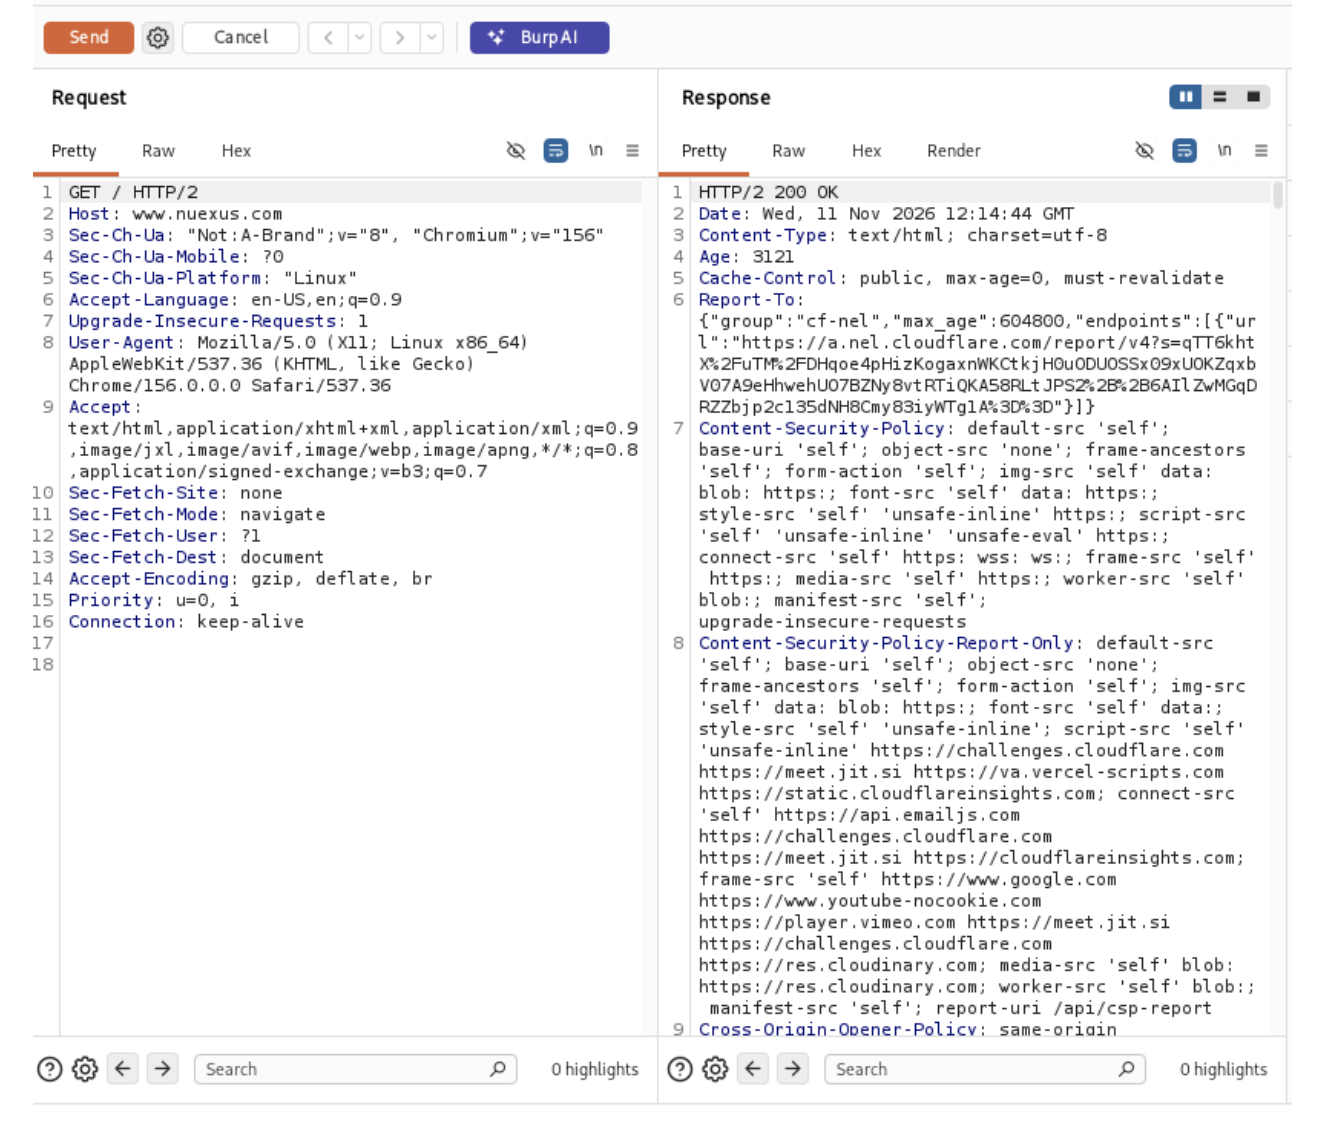 Send Cancel Burp AI
Request
Pretty Raw Hex \n
1 GET / HTTP/2
2 Host: www.nuexus.com
3 Sec-Ch-Ua: "Not:A-Brand";v="8", "Chromium";v="156"
4 Sec-Ch-Ua-Mobile: ?0
5 Sec-Ch-Ua-Platform: "Linux"
6 Accept-Language: en-US,en;q=0.9
7 Upgrade-Insecure-Requests: 1
8 User-Agent: Mozilla/5.0 (X11; Linux x86_64)
AppleWebKit/537.36 (KHTML, like Gecko)
Chrome/156.0.0.0 Safari/537.36
9 Accept:
text/html,application/xhtml+xml,application/xml;q=0.9
,image/jxl,image/avif,image/webp,image/apng,*/*;q=0.8
,application/signed-exchange;v=b3;q=0.7
10 Sec-Fetch-Site: none
11 Sec-Fetch-Mode: navigate
12 Sec-Fetch-User: ?1
13 Sec-Fetch-Dest: document
14 Accept-Encoding: gzip, deflate, br
15 Priority: u=0, i
16 Connection: keep-alive
17
18
Search 0 highlights
Response
Pretty Raw Hex Render \n
1 HTTP/2 200 OK
2 Date: Wed, 11 Nov 2026 12:14:44 GMT
3 Content-Type: text/html; charset=utf-8
4 Age: 3121
5 Cache-Control: public, max-age=0, must-revalidate
6 Report-To:
{"group":"cf-nel","max_age":604800,"endpoints":[{"ur
l":"https://a.nel.cloudflare.com/report/v4?s=qTT6kht
X%2FuTM%2FDHqoe4pHizKogaxnWKCtkjH0uODUOSSx09xUOKZqxb
V07A9eHhwehUO7BZNy8vtRTiQKA58RLtJPS2%2B%2B6AIlZwMGqD
RZZbjp2c135dNH8Cmy83iyWTg1A%3D%3D"}]}
7 Content-Security-Policy: default-src 'self';
base-uri 'self'; object-src 'none'; frame-ancestors
'self'; form-action 'self'; img-src 'self' data:
blob: https:; font-src 'self' data: https:;
style-src 'self' 'unsafe-inline' https:; script-src
'self' 'unsafe-inline' 'unsafe-eval' https:;
connect-src 'self' https: wss: ws:; frame-src 'self'
https:; media-src 'self' https:; worker-src 'self'
blob:; manifest-src 'self';
upgrade-insecure-requests
8 Content-Security-Policy-Report-Only: default-src
'self'; base-uri 'self'; object-src 'none';
frame-ancestors 'self'; form-action 'self'; img-src
'self' data: blob: https:; font-src 'self' data:;
style-src 'self' 'unsafe-inline'; script-src 'self'
'unsafe-inline' https://challenges.cloudflare.com
https://meet.jit.si https://va.vercel-scripts.com
https://static.cloudflareinsights.com; connect-src
'self' https://api.emailjs.com
https://challenges.cloudflare.com
https://meet.jit.si https://cloudflareinsights.com;
frame-src 'self' https://www.google.com
https://www.youtube-nocookie.com
https://player.vimeo.com https://meet.jit.si
https://challenges.cloudflare.com
https://res.cloudinary.com; media-src 'self' blob:
https://res.cloudinary.com; worker-src 'self' blob:;
manifest-src 'self'; report-uri /api/csp-report
9 Cross-Origin-Opener-Policy: same-origin
Search 0 highlights